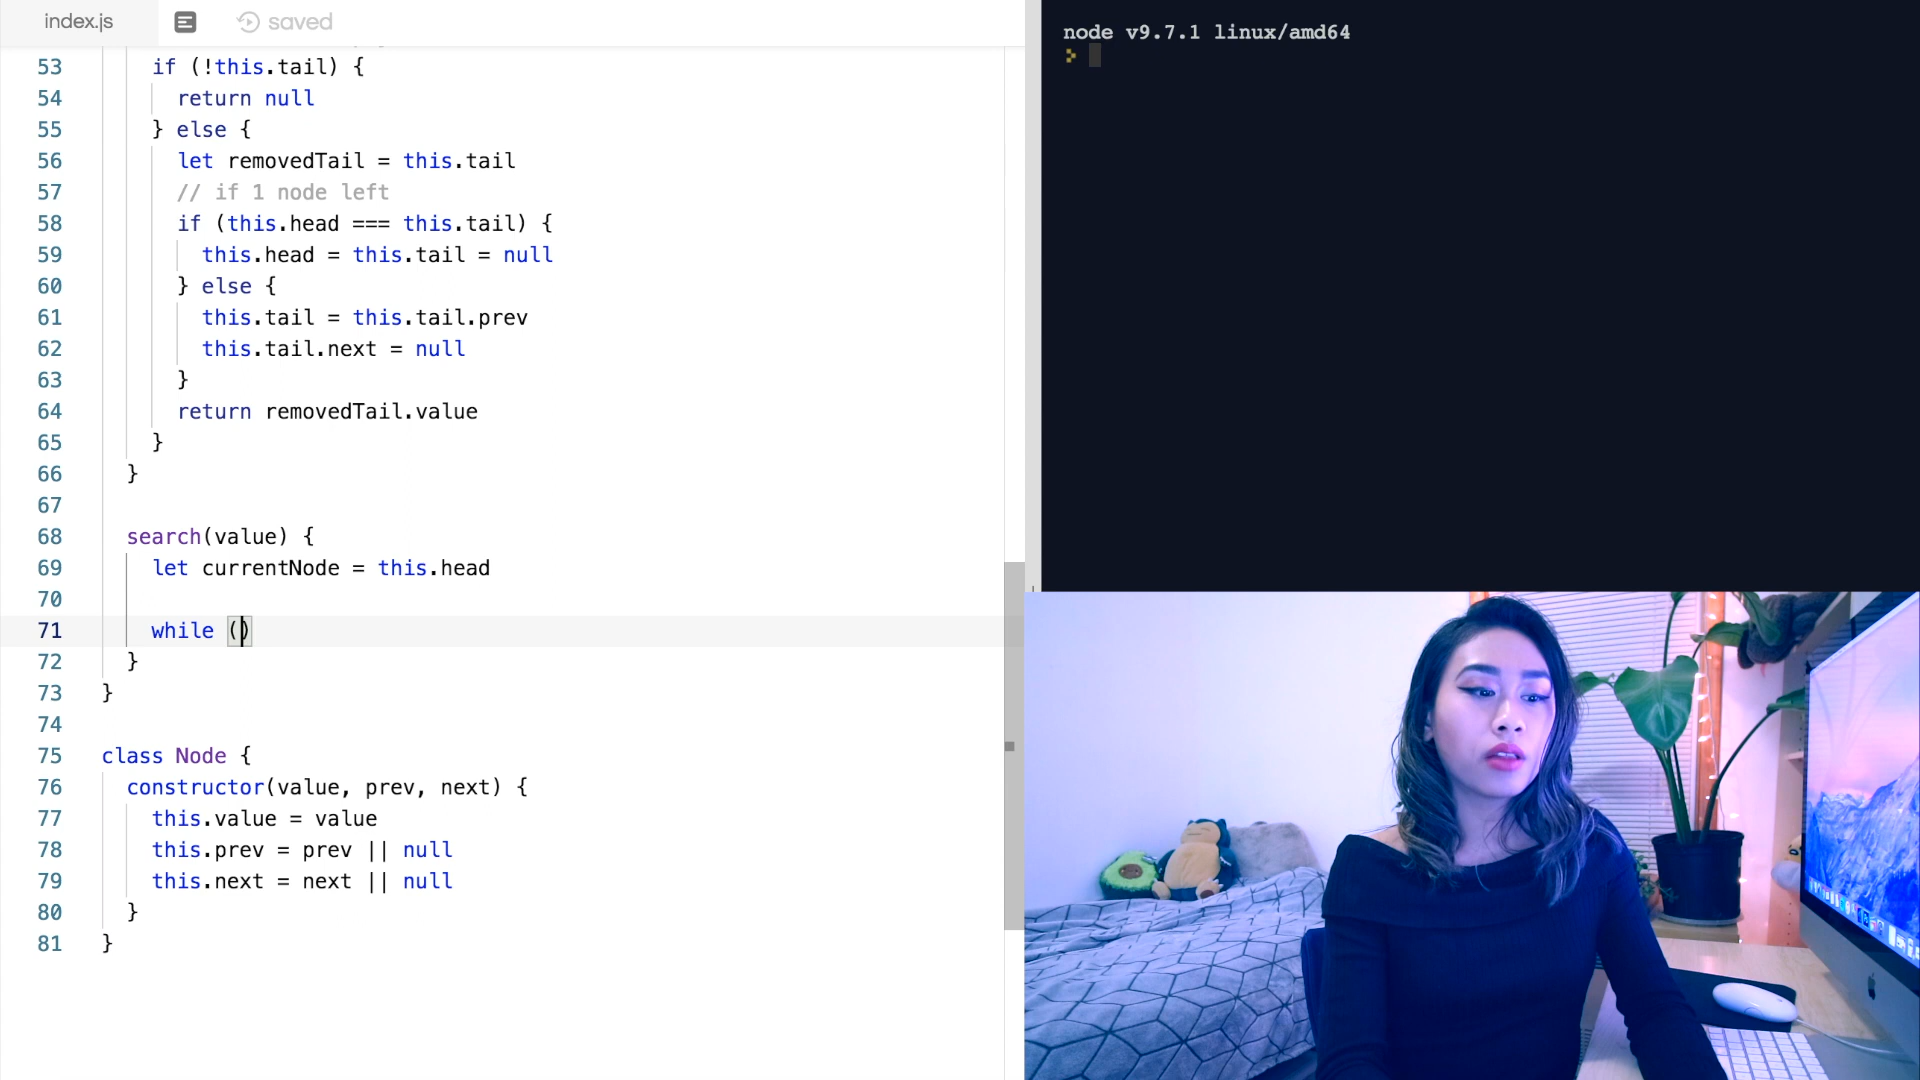 index.js
saved
53 if (!this.tail) {
54 return null
55 } else {
56 let removedTail = this.tail
57 // if 1 node left
58 if (this.head === this.tail) {
59 this.head = this.tail = null
60 } else {
61 this.tail = this.tail.prev
62 this.tail.next = null
63 }
64 return removedTail.value
65 }
66 }
67
68 search(value) {
69 let currentNode = this.head
70
71 while ()
72 }
73 }
74
75 class Node {
76 constructor(value, prev, next) {
77 this.value = value
78 this.prev = prev || null
79 this.next = next || null
80 }
81 }
node v9.7.1 linux/amd64
>